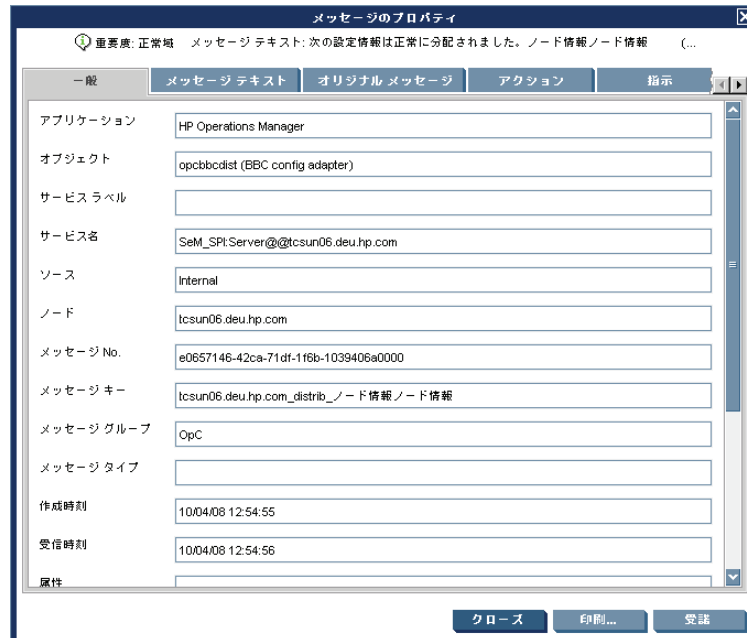 メッセージのプロパティ
重要度: 正常域 メッセージ テキスト: 次の設定情報は正常に分配されました。ノード情報ノード情報 (...
一般 メッセージ テキスト オリジナル メッセージ アクション 指示
アプリケーション HP Operations Manager
オブジェクト opcbbcdist (BBC config adapter)
サービス ラベル
サービス名 SeM_SPI:Server@@tcsun06.deu.hp.com
ソース Internal
ノード tcsun06.deu.hp.com
メッセージ No. e0657146-42ca-71df-1f6b-1039406a0000
メッセージ キー tcsun06.deu.hp.com_distrib_ノード情報ノード情報
メッセージ グループ OpC
メッセージ タイプ
作成時刻 10/04/08 12:54:55
受信時刻 10/04/08 12:54:56
属性
クローズ 印刷... 受諾